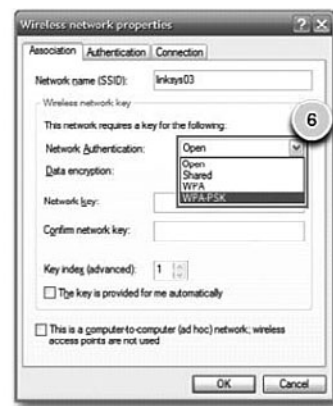 Wireless network properties
Association Authentication Connection
Network name (SSID): linksys03
Wireless network key
This network requires a key for the following:
6
Network Authentication: Open
Open
Shared
WPA
WPA-PSK
Data encryption:
Network key:
Confirm network key:
Key index (advanced): 1
The key is provided for me automatically
This is a computer-to-computer (ad hoc) network; wireless
access points are not used
OK Cancel